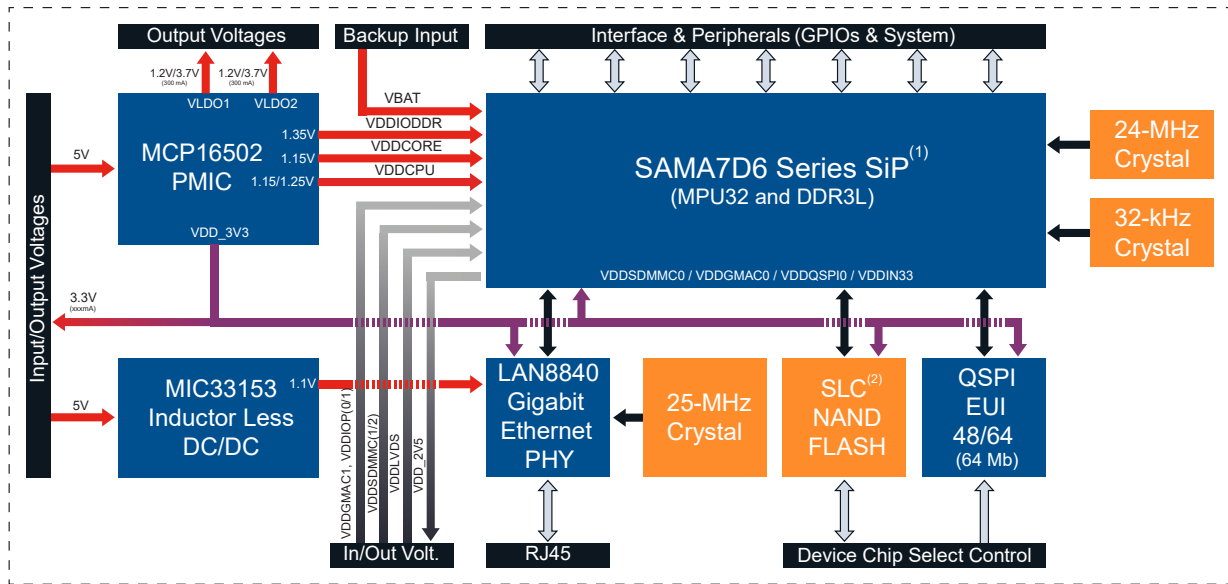 Output Voltages
Backup Input
Interface & Peripherals (GPIOs & System)
1.2V/3.7V
(300 mA)
1.2V/3.7V
(300 mA)
VLDO1
VLDO2
VBAT
VDDIODDR
VDDCORE
VDDCPU
5V
MCP16502
PMIC
1.35V
1.15V
1.15/1.25V
VDD_3V3
SAMA7D6 Series SiP(1)
(MPU32 and DDR3L)
VDDSDMMC0 / VDDGMAC0 / VDDQSPI0 / VDDIN33
24-MHz
Crystal
32-kHz
Crystal
Input/Output Voltages
3.3V
(xxxmA)
5V
MIC33153
Inductor Less
DC/DC
1.1V
VDDGMAC1, VDDIOP(0/1)
VDDSDMMC(1/2)
VDDLVDS
VDD_2V5
LAN8840
Gigabit
Ethernet
PHY
25-MHz
Crystal
SLC(2)
NAND
FLASH
QSPI
EUI
48/64
(64 Mb)
In/Out Volt.
RJ45
Device Chip Select Control